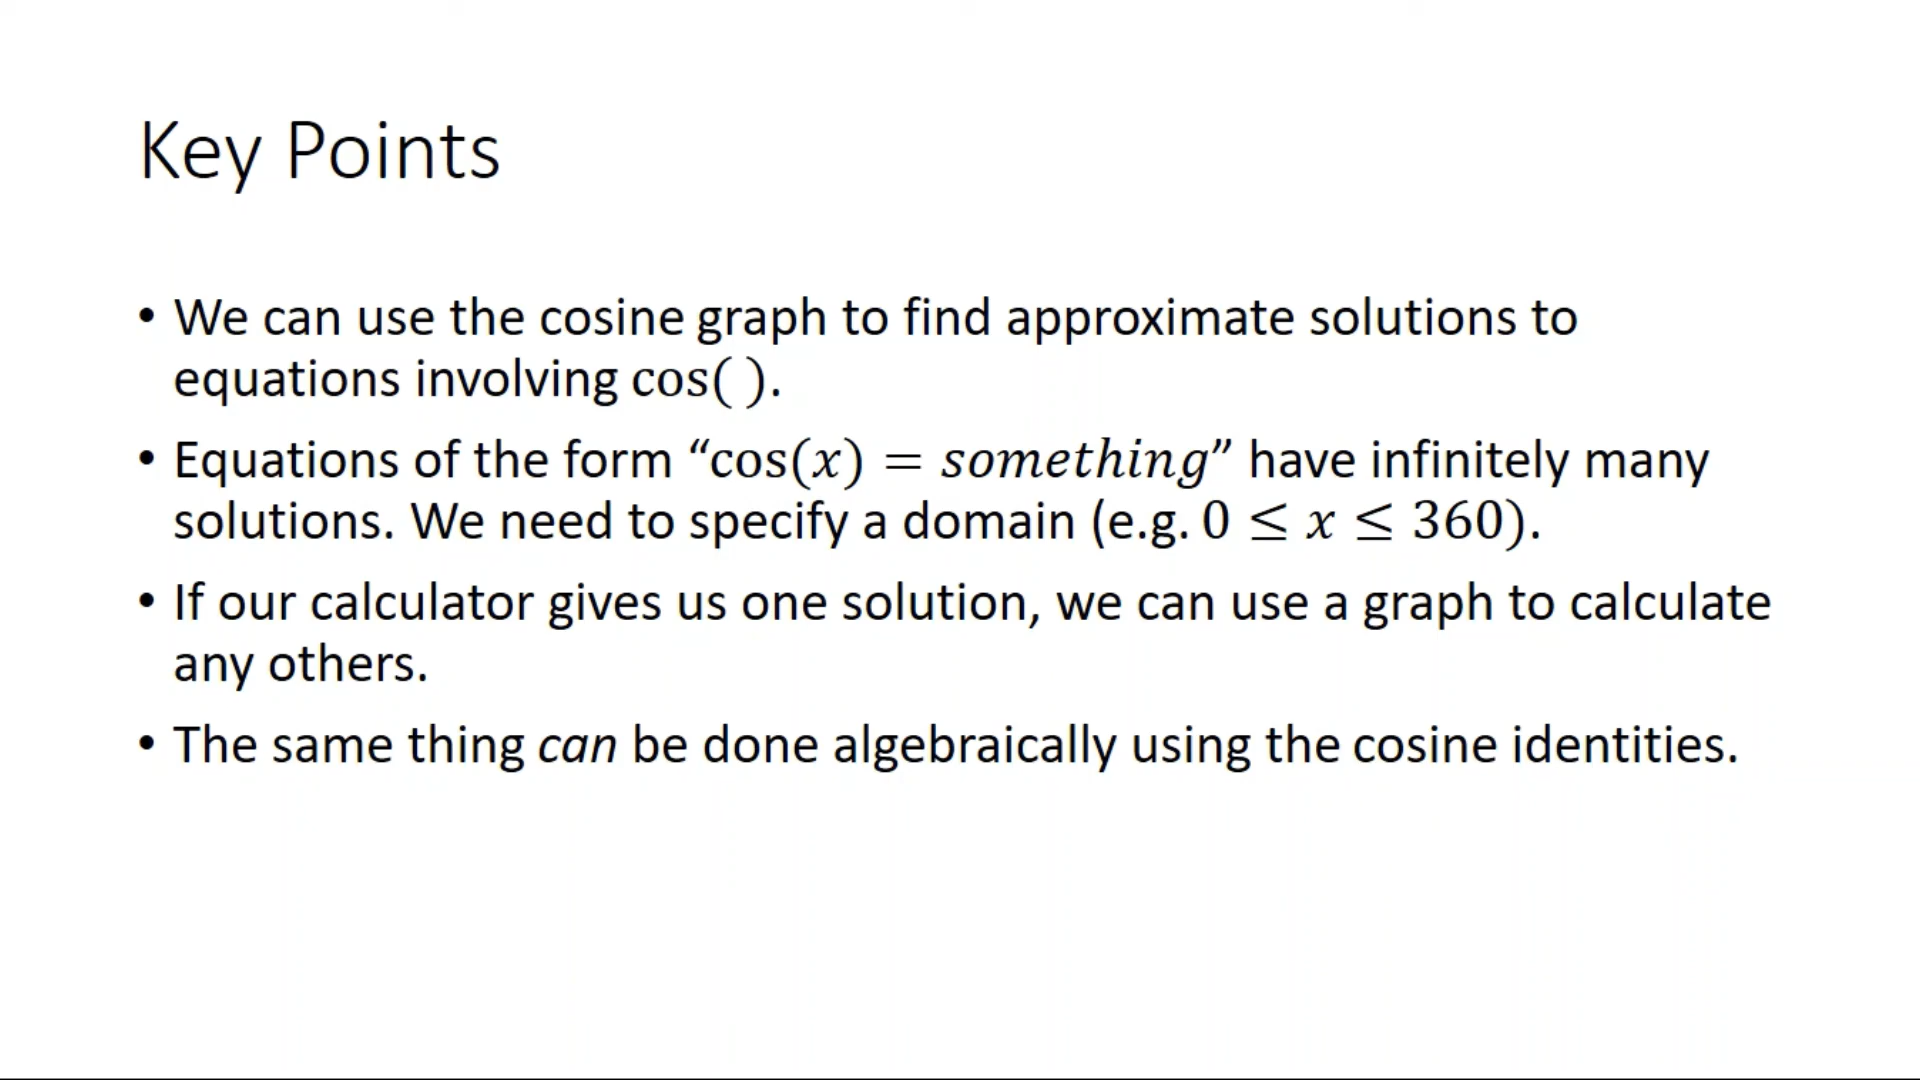 Key Points
• We can use the cosine graph to find approximate solutions to
equations involving cos( ).
• Equations of the form “cos(x) = something” have infinitely many
solutions. We need to specify a domain (e.g. 0 ≤ x ≤ 360).
• If our calculator gives us one solution, we can use a graph to calculate
any others.
• The same thing can be done algebraically using the cosine identities.